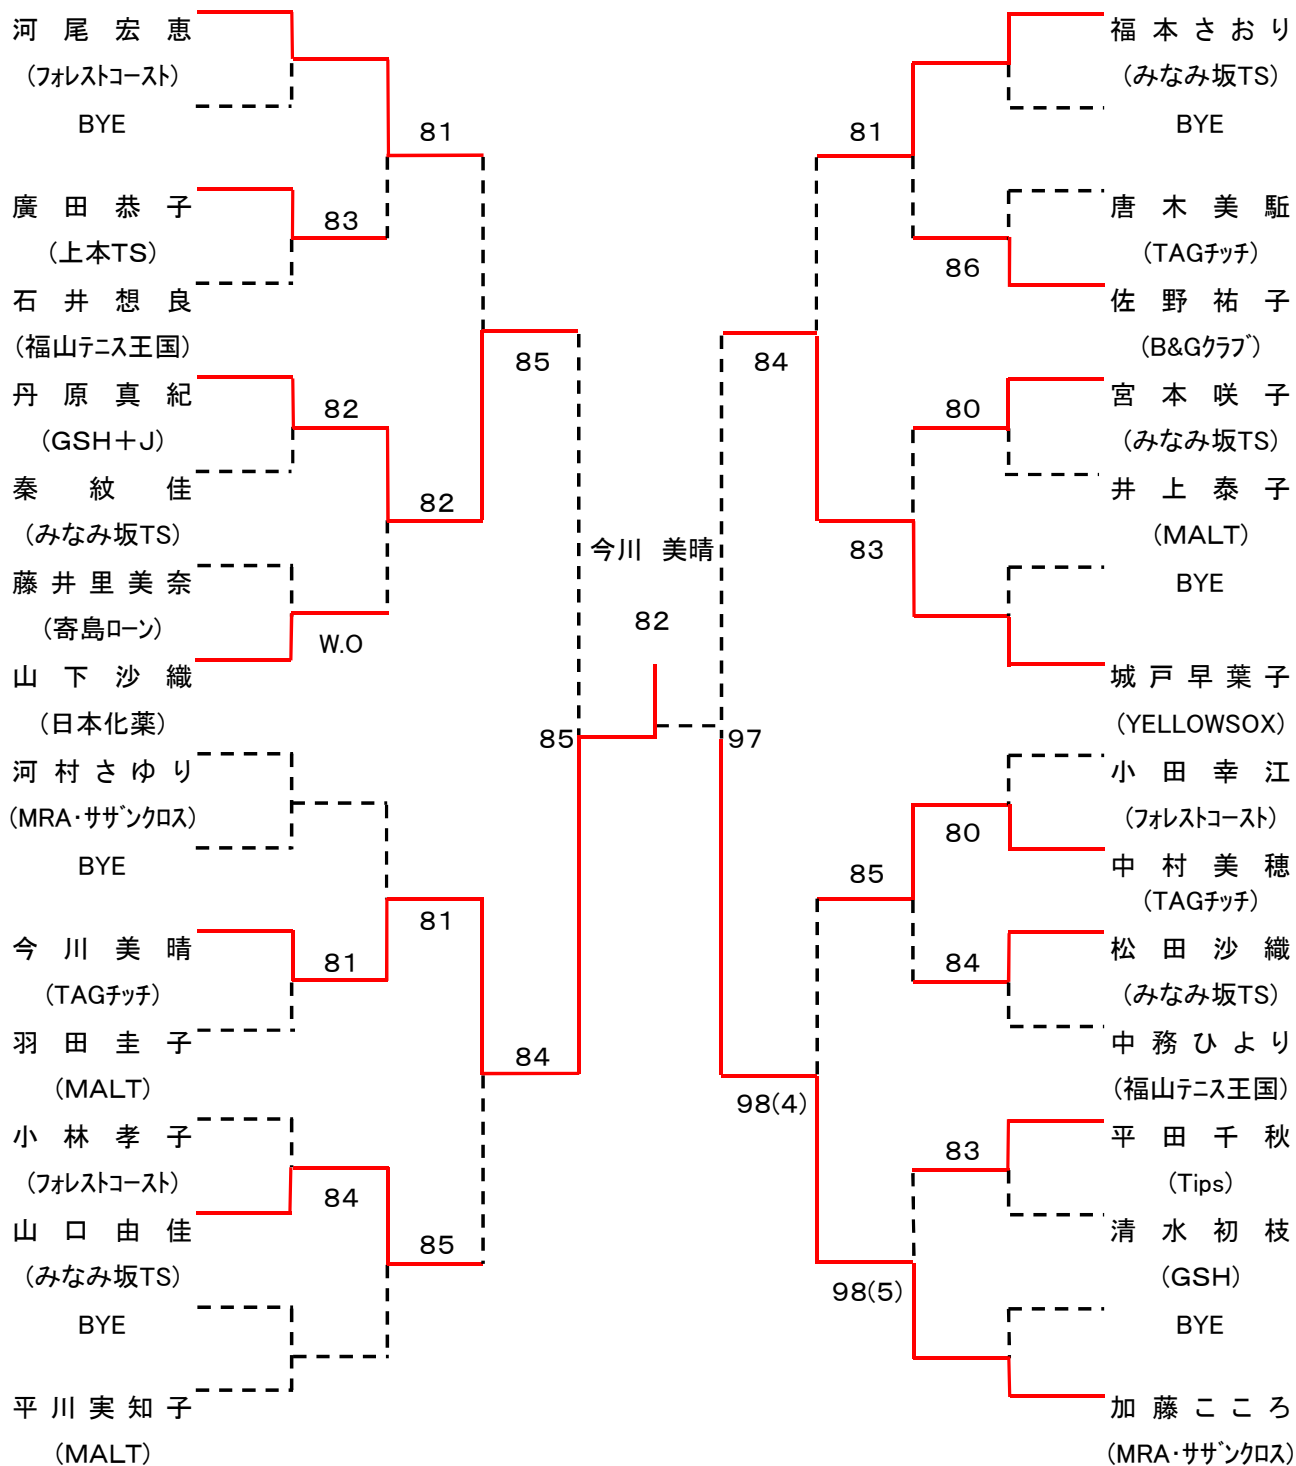 河尾宏恵
(フォレストコースト)
BYE
81
廣田恭子
83
(上本TS)
石井想良
(福山テニス王国)
85
丹原真紀
82
(GSH+J)
秦紋佳
82
(みなみ坂TS)
藤井里美奈
(寄島ローン)
W.O
山下沙織
(日本化薬)
85
河村さゆり
(MRA・サザンクロス)
BYE
81
今川美晴
81
(TAGチッチ)
羽田圭子
84
(MALT)
小林孝子
(フォレストコースト)
84
山口由佳
85
(みなみ坂TS)
BYE
平川実知子
(MALT)
今川 美晴
82
福本さおり
(みなみ坂TS)
81
BYE
唐木美駈
(TAGチッチ)
86
佐野祐子
(B&Gクラブ)
84
80
宮本咲子
(みなみ坂TS)
井上泰子
83
(MALT)
BYE
城戸早葉子
(YELLOWSOX)
97
小田幸江
(フォレストコースト)
80
中村美穂
85
(TAGチッチ)
松田沙織
84
(みなみ坂TS)
中務ひより
(福山テニス王国)
98(4)
平田千秋
83
(Tips)
清水初枝
(GSH)
98(5)
BYE
加藤こころ
(MRA・サザンクロス)